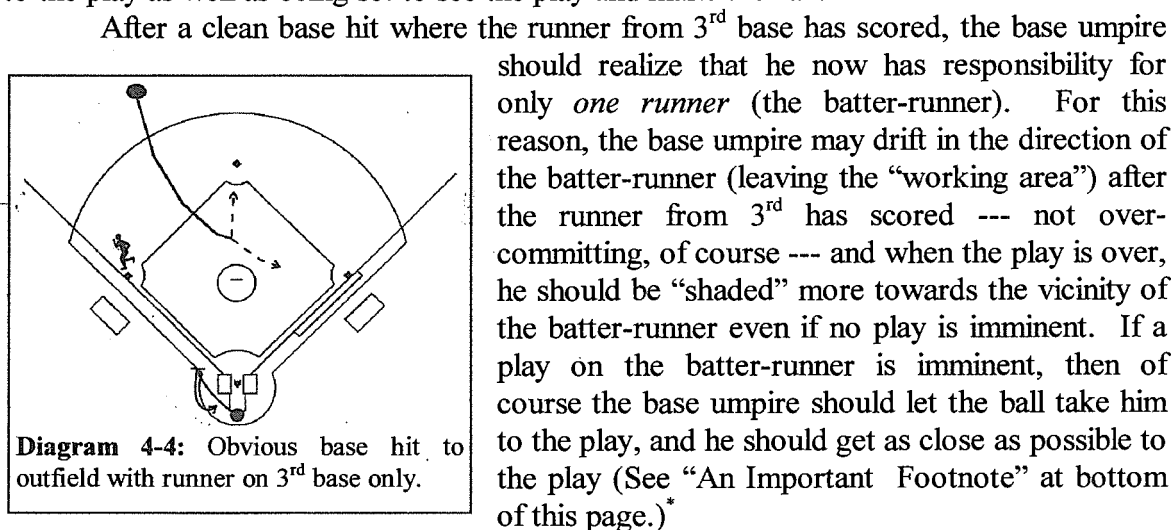 After a clean base hit where the runner from 3rd base has scored, the base umpire
should realize that he now has responsibility for
only one runner (the batter-runner). For this
reason, the base umpire may drift in the direction of
the batter-runner (leaving the “working area”) after
the runner from 3rd has scored --- not over-
committing, of course --- and when the play is over,
he should be “shaded” more towards the vicinity of
the batter-runner even if no play is imminent. If a
play on the batter-runner is imminent, then of
course the base umpire should let the ball take him
to the play, and he should get as close as possible to
the play (See “An Important Footnote” at bottom
of this page.)*
Diagram 4-4: Obvious base hit to
outfield with runner on 3rd base only.